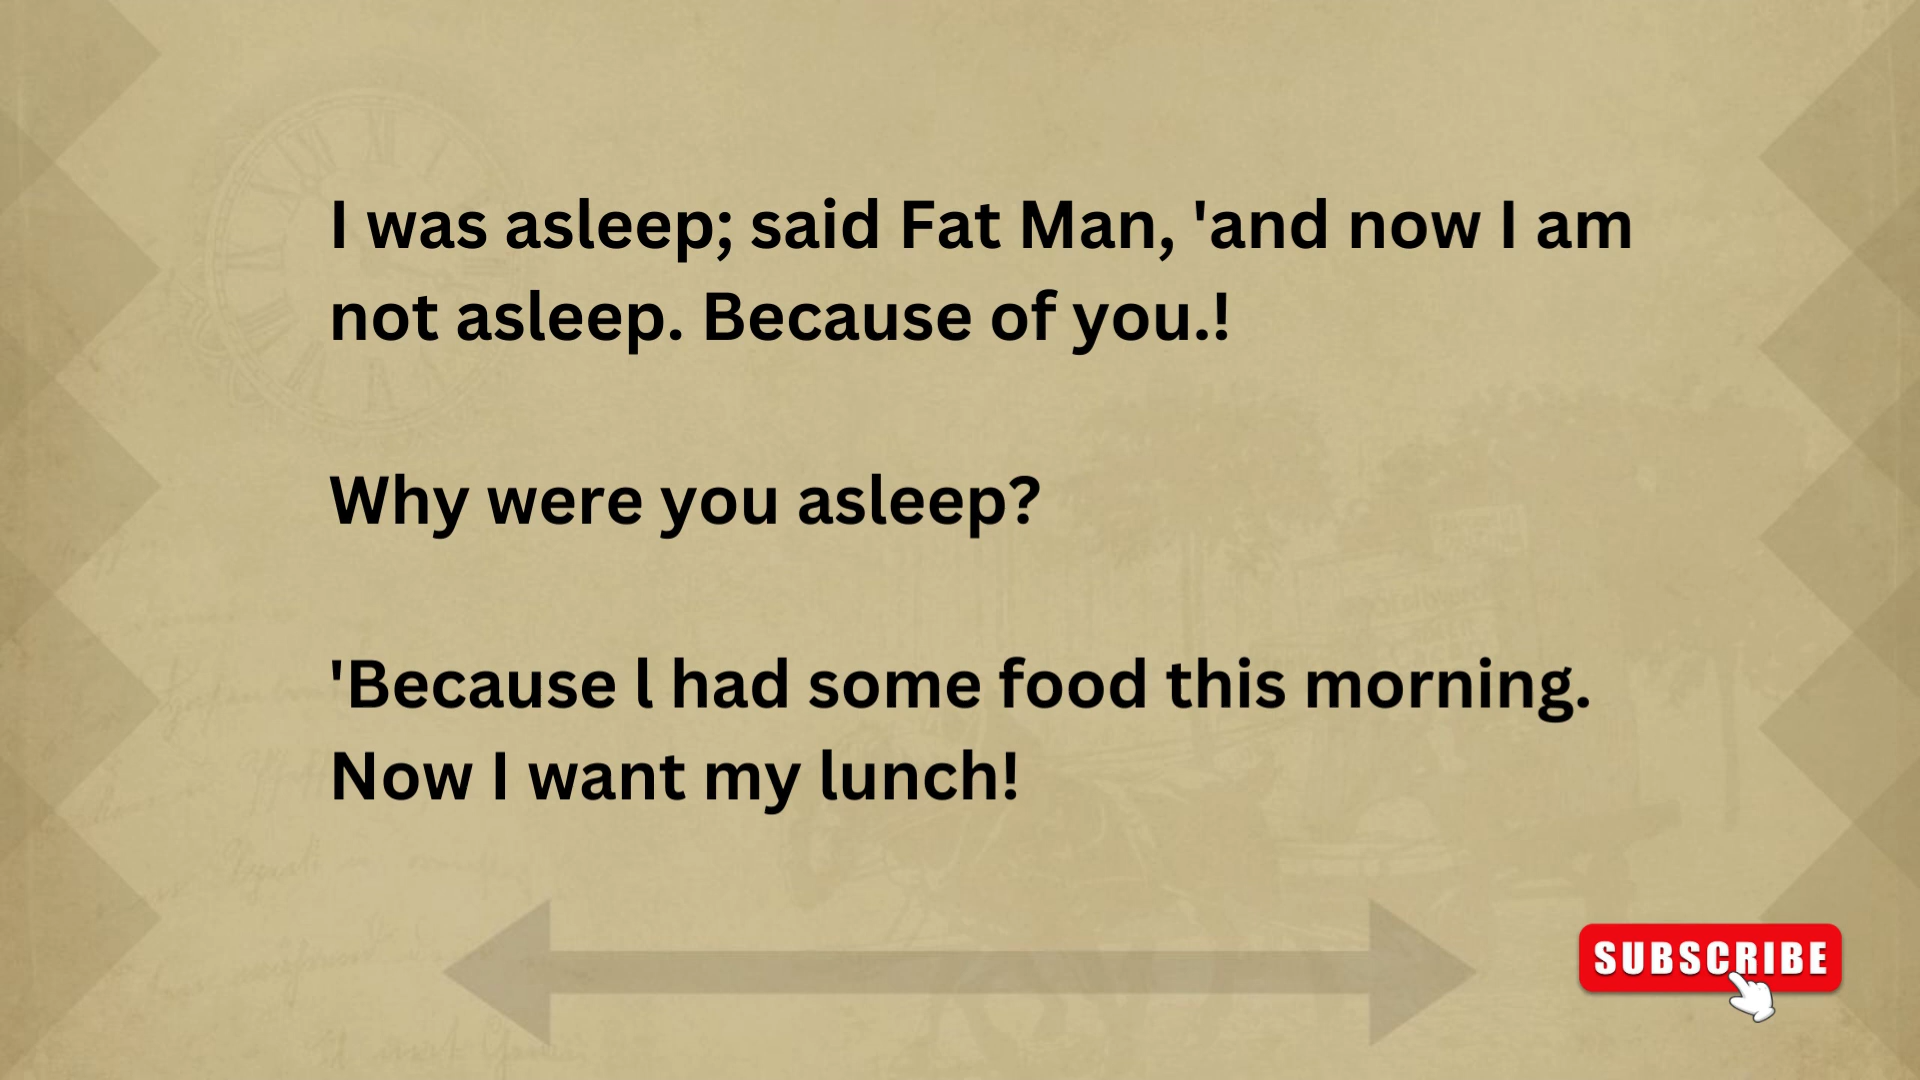 I was asleep; said Fat Man, 'and now I am
not asleep. Because of you.!
Why were you asleep?
'Because l had some food this morning.
Now I want my lunch!
SUBSCRIBE